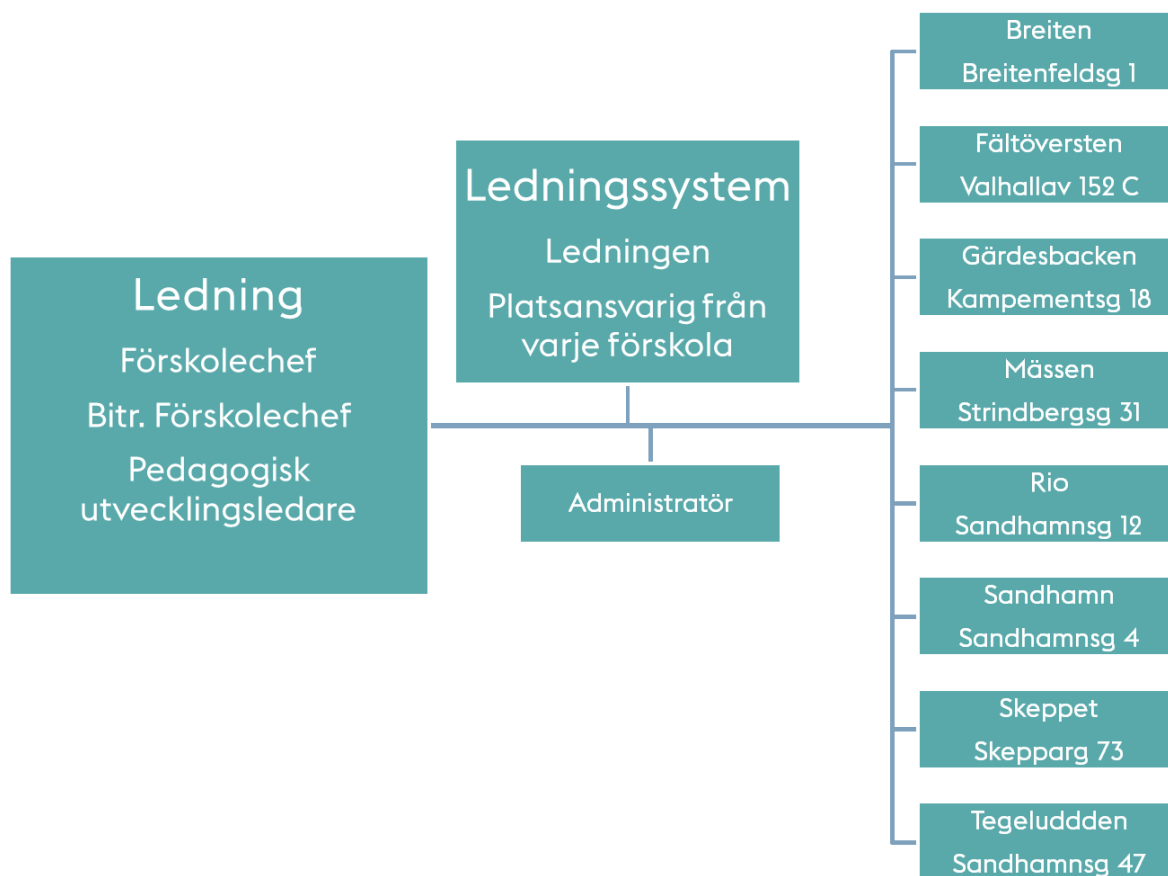 Ledning
Förskolechef
Bitr. Förskolechef
Pedagogisk
utvecklingsledare
Ledningssystem
Ledningen
Platsansvarig från
varje förskola
Administratör
Breiten
Breitenfeldsg 1
Fältöversten
Valhallav 152 C
Gärdesbacken
Kampementsg 18
Mässen
Strindbergsg 31
Rio
Sandhamnsg 12
Sandhamn
Sandhamnsg 4
Skeppet
Skepparg 73
Tegeluddden
Sandhamnsg 47